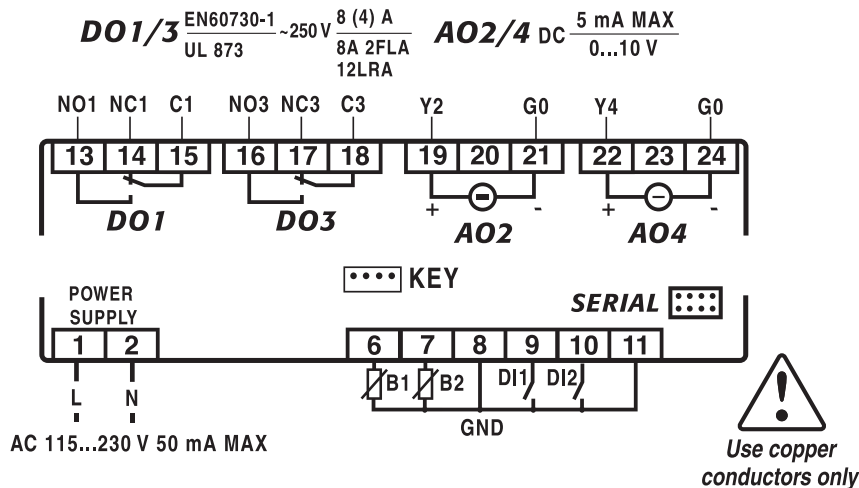 DO1/3 EN60730-1 UL 873 ~250 V 8 (4) A 8A 2FLA 12LRA AO2/4 DC 5 mA MAX 0...10 V
NO1 NC1 C1 NO3 NC3 C3 Y2 G0 Y4 G0
13 14 15 16 17 18 19 20 21 22 23 24
DO1 DO3 + AO2 - + AO4 -
KEY
POWER
SUPPLY
SERIAL
1 2 6 7 8 9 10 11
L N B1 B2 DI1 DI2
GND
AC 115...230 V 50 mA MAX
!
Use copper
conductors only